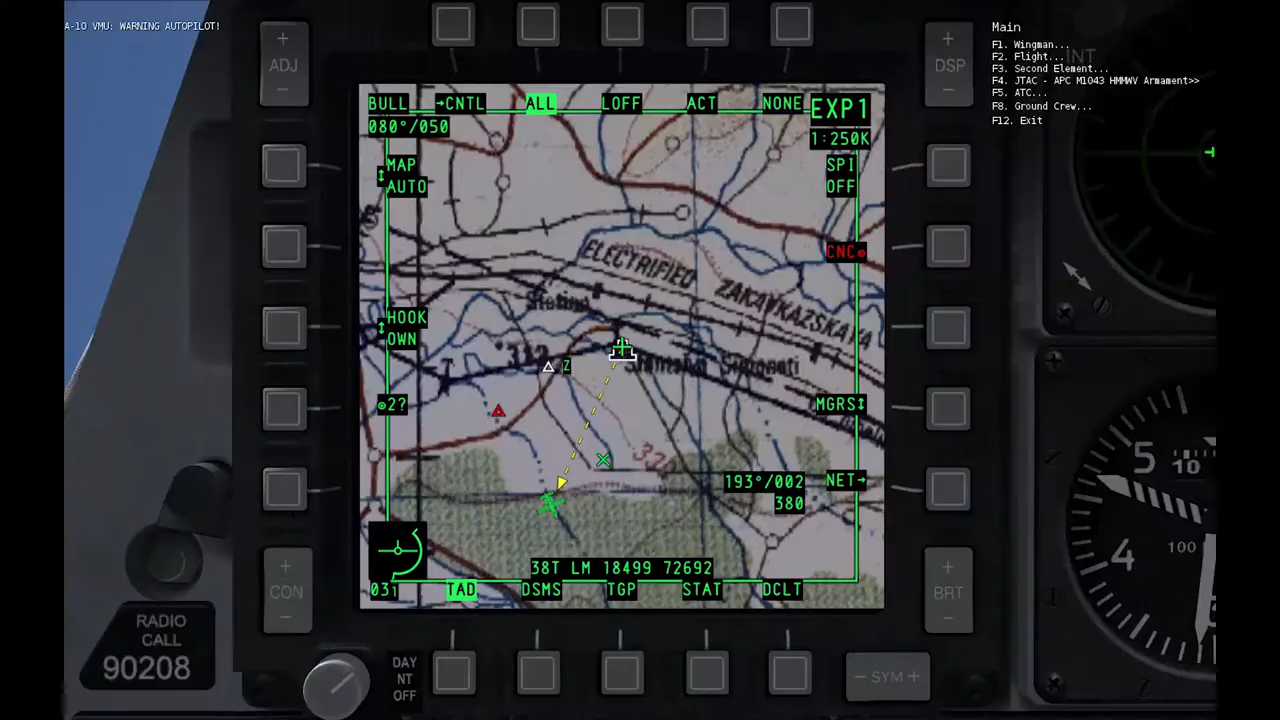 A-10 VMU: WARNING AUTOPILOT!
Main
F1. Wingman...
F2. Flight...
F3. Second Element...
F4. JTAC - APC M1043 HMMWV Armament>>
F5. ATC...
F8. Ground Crew...
F12. Exit
INT
ADJ
DSP
BULL →CNTL ALL LOFF ACT NONE EXP1
080°/050
1:250K
MAP
AUTO
SPI
OFF
CNC
ELECTRIFIED ZAKAVKAZSKAYA
HOOK
OWN
312
Z
2?
MGRS
330
193°/002
380
NET→
38T LM 18499 72692
TAD DSMS TGP STAT DCLT
CON
BRT
5
10
4
100
RADIO
CALL
90208
DAY
NT
OFF
SYM